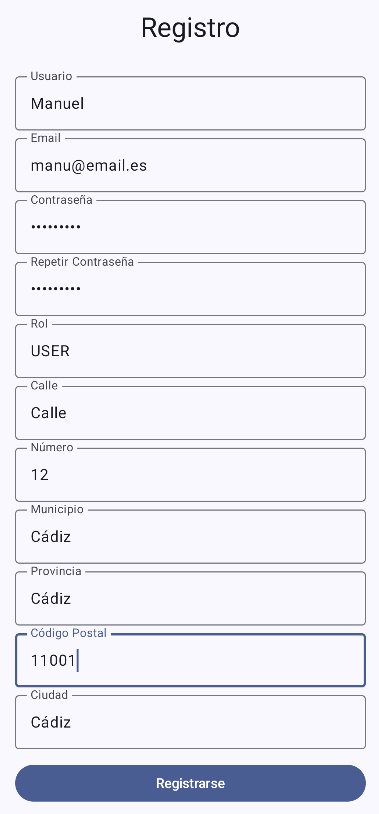 Registro
Usuario
Manuel
Email
manu@email.es
Contraseña
•••••••••
Repetir Contraseña
•••••••••
Rol
USER
Calle
Calle
Número
12
Municipio
Cádiz
Provincia
Cádiz
Código Postal
11001
Ciudad
Cádiz
Registrarse